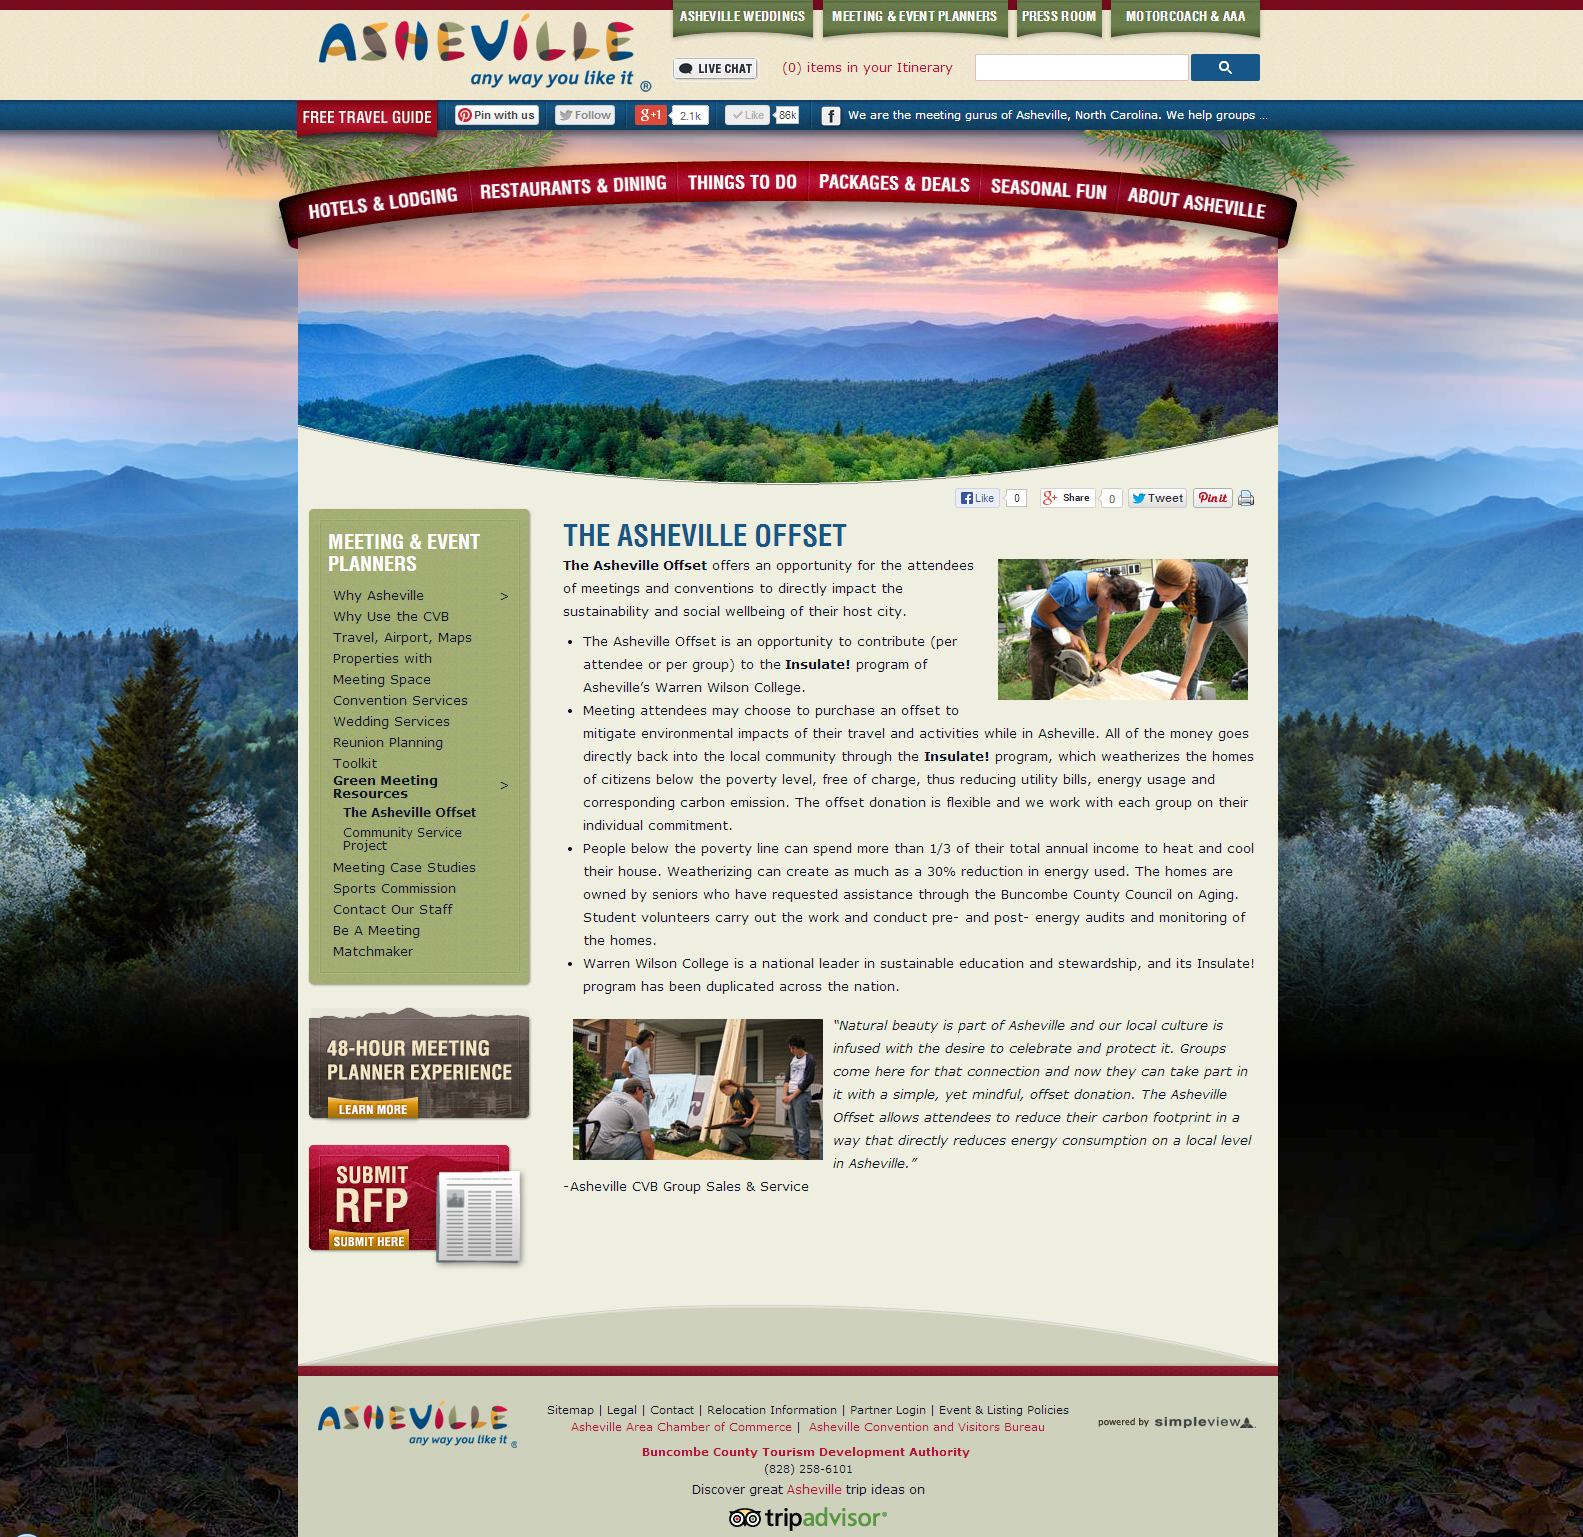 ASHEVILLE WEDDINGS
MEETING & EVENT PLANNERS
PRESS ROOM
MOTORCOACH & AAA
ASHEVILLE
any way you like it ®
LIVE CHAT
(0) items in your Itinerary
FREE TRAVEL GUIDE
Pin with us
Follow
g+1
2.1k
Like
86k
We are the meeting gurus of Asheville, North Carolina. We help groups ...
HOTELS & LODGING
RESTAURANTS & DINING
THINGS TO DO
PACKAGES & DEALS
SEASONAL FUN
ABOUT ASHEVILLE
Like
0
g+ Share
0
Tweet
Pin it
MEETING & EVENT
PLANNERS
Why Asheville >
Why Use the CVB
Travel, Airport, Maps
Properties with
Meeting Space
Convention Services
Wedding Services
Reunion Planning
Toolkit
Green Meeting
Resources >
The Asheville Offset
Community Service
Project
Meeting Case Studies
Sports Commission
Contact Our Staff
Be A Meeting
Matchmaker
48-HOUR MEETING
PLANNER EXPERIENCE
LEARN MORE
SUBMIT
RFP
SUBMIT HERE
THE ASHEVILLE OFFSET
The Asheville Offset offers an opportunity for the attendees
of meetings and conventions to directly impact the
sustainability and social wellbeing of their host city.
• The Asheville Offset is an opportunity to contribute (per
attendee or per group) to the Insulate! program of
Asheville’s Warren Wilson College.
• Meeting attendees may choose to purchase an offset to
mitigate environmental impacts of their travel and activities while in Asheville. All of the money goes
directly back into the local community through the Insulate! program, which weatherizes the homes
of citizens below the poverty level, free of charge, thus reducing utility bills, energy usage and
corresponding carbon emission. The offset donation is flexible and we work with each group on their
individual commitment.
• People below the poverty line can spend more than 1/3 of their total annual income to heat and cool
their house. Weatherizing can create as much as a 30% reduction in energy used. The homes are
owned by seniors who have requested assistance through the Buncombe County Council on Aging.
Student volunteers carry out the work and conduct pre- and post- energy audits and monitoring of
the homes.
• Warren Wilson College is a national leader in sustainable education and stewardship, and its Insulate!
program has been duplicated across the nation.
“Natural beauty is part of Asheville and our local culture is
infused with the desire to celebrate and protect it. Groups
come here for that connection and now they can take part in
it with a simple, yet mindful, offset donation. The Asheville
Offset allows attendees to reduce their carbon footprint in a
way that directly reduces energy consumption on a local level
in Asheville.”
-Asheville CVB Group Sales & Service
ASHEVILLE
any way you like it ®
Sitemap | Legal | Contact | Relocation Information | Partner Login | Event & Listing Policies
Asheville Area Chamber of Commerce | Asheville Convention and Visitors Bureau
Buncombe County Tourism Development Authority
(828) 258-6101
Discover great Asheville trip ideas on
tripadvisor®
powered by simpleview